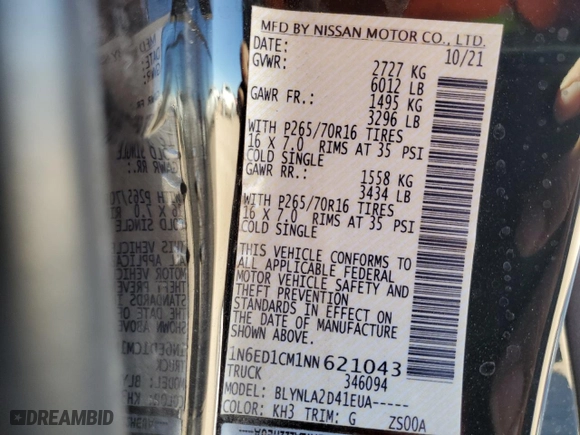 MFD BY NISSAN MOTOR CO., LTD.
DATE: 10/21
GVWR: 2727 KG
6012 LB
GAWR FR.: 1495 KG
3296 LB
WITH P265/70R16 TIRES
16 X 7.0 RIMS AT 35 PSI
COLD SINGLE
GAWR RR.: 1558 KG
3434 LB
WITH P265/70R16 TIRES
16 X 7.0 RIMS AT 35 PSI
COLD SINGLE
THIS VEHICLE CONFORMS TO
ALL APPLICABLE FEDERAL
MOTOR VEHICLE SAFETY AND
THEFT PREVENTION
STANDARDS IN EFFECT ON
THE DATE OF MANUFACTURE
SHOWN ABOVE.
1N6ED1CM1NN621043
TRUCK 346094
MODEL: BLYNLA2D41EUA-----
COLOR: KH3 TRIM: G ZS00A
DREAMBID